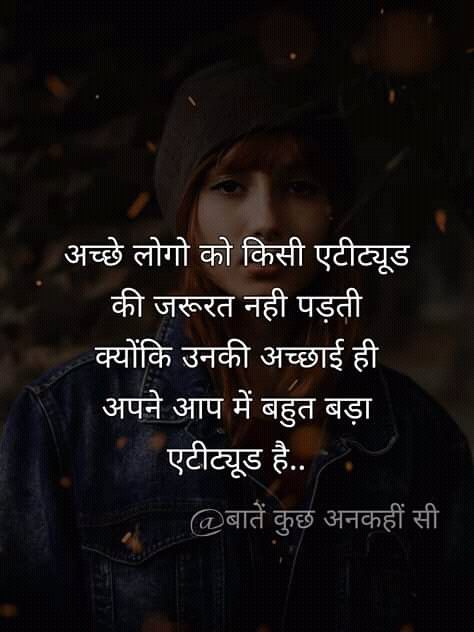 अच्छे लोगो को किसी एटीट्यूड
की जरूरत नही पड़ती
क्योंकि उनकी अच्छाई ही
अपने आप में बहुत बड़ा
एटीट्यूड है..
@बातें कुछ अनकहीं सी